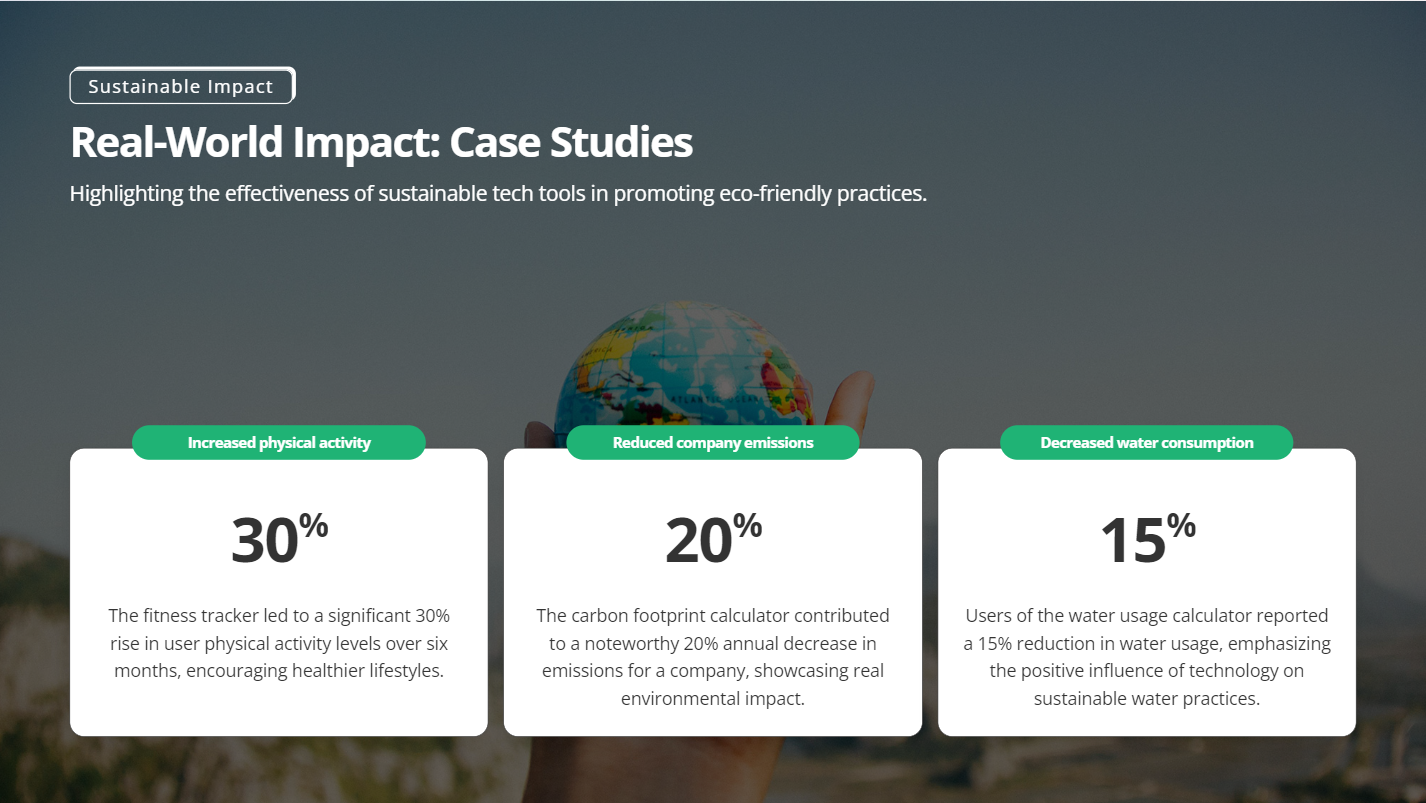 Sustainable Impact
Real-World Impact: Case Studies
Highlighting the effectiveness of sustainable tech tools in promoting eco-friendly practices.
ATLANTIC OCEAN
Increased physical activity
30%
The fitness tracker led to a significant 30%
rise in user physical activity levels over six
months, encouraging healthier lifestyles.
Reduced company emissions
20%
The carbon footprint calculator contributed
to a noteworthy 20% annual decrease in
emissions for a company, showcasing real
environmental impact.
Decreased water consumption
15%
Users of the water usage calculator reported
a 15% reduction in water usage, emphasizing
the positive influence of technology on
sustainable water practices.